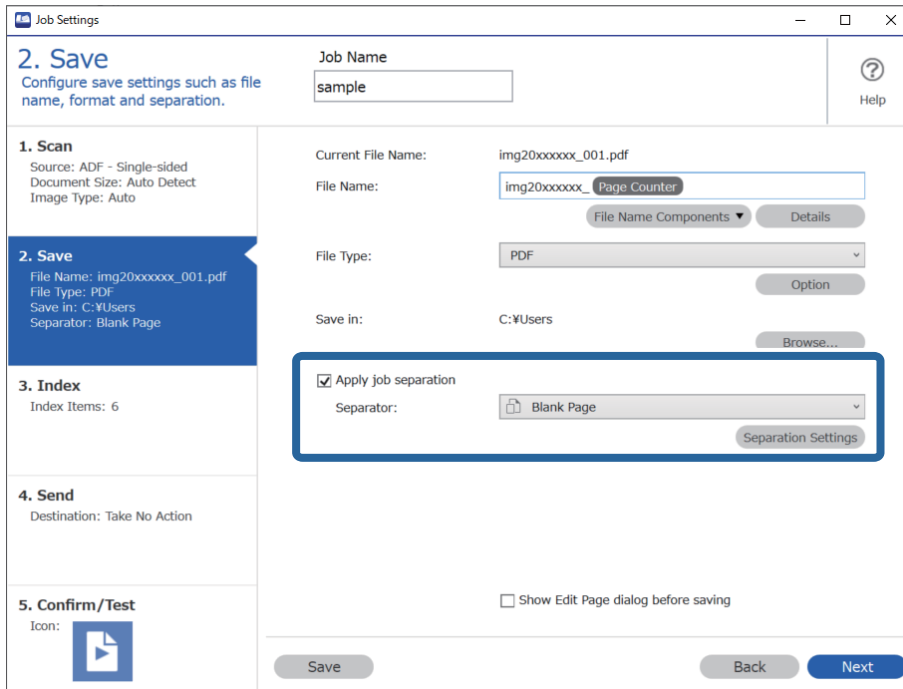 Job Settings
2. Save
Configure save settings such as file
name, format and separation.
Job Name
sample
Help
1. Scan
Source: ADF - Single-sided
Document Size: Auto Detect
Image Type: Auto
2. Save
File Name: img20xxxxxx_001.pdf
File Type: PDF
Save in: C:¥Users
Separator: Blank Page
3. Index
Index Items: 6
4. Send
Destination: Take No Action
5. Confirm/Test
Icon:
Current File Name: img20xxxxxx_001.pdf
File Name: img20xxxxxx_ Page Counter
File Name Components ▼ Details
File Type: PDF
Option
Save in: C:¥Users
Browse...
Apply job separation
Separator: Blank Page
Separation Settings
Show Edit Page dialog before saving
Save Back Next